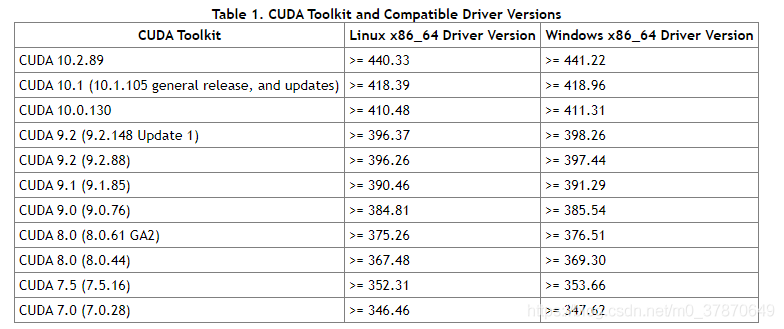 Table 1. CUDA Toolkit and Compatible Driver Versions
CUDA Toolkit Linux x86_64 Driver Version Windows x86_64 Driver Version
CUDA 10.2.89 >= 440.33 >= 441.22
CUDA 10.1 (10.1.105 general release, and updates) >= 418.39 >= 418.96
CUDA 10.0.130 >= 410.48 >= 411.31
CUDA 9.2 (9.2.148 Update 1) >= 396.37 >= 398.26
CUDA 9.2 (9.2.88) >= 396.26 >= 397.44
CUDA 9.1 (9.1.85) >= 390.46 >= 391.29
CUDA 9.0 (9.0.76) >= 384.81 >= 385.54
CUDA 8.0 (8.0.61 GA2) >= 375.26 >= 376.51
CUDA 8.0 (8.0.44) >= 367.48 >= 369.30
CUDA 7.5 (7.5.16) >= 352.31 >= 353.66
CUDA 7.0 (7.0.28) >= 346.46 >= 347.62